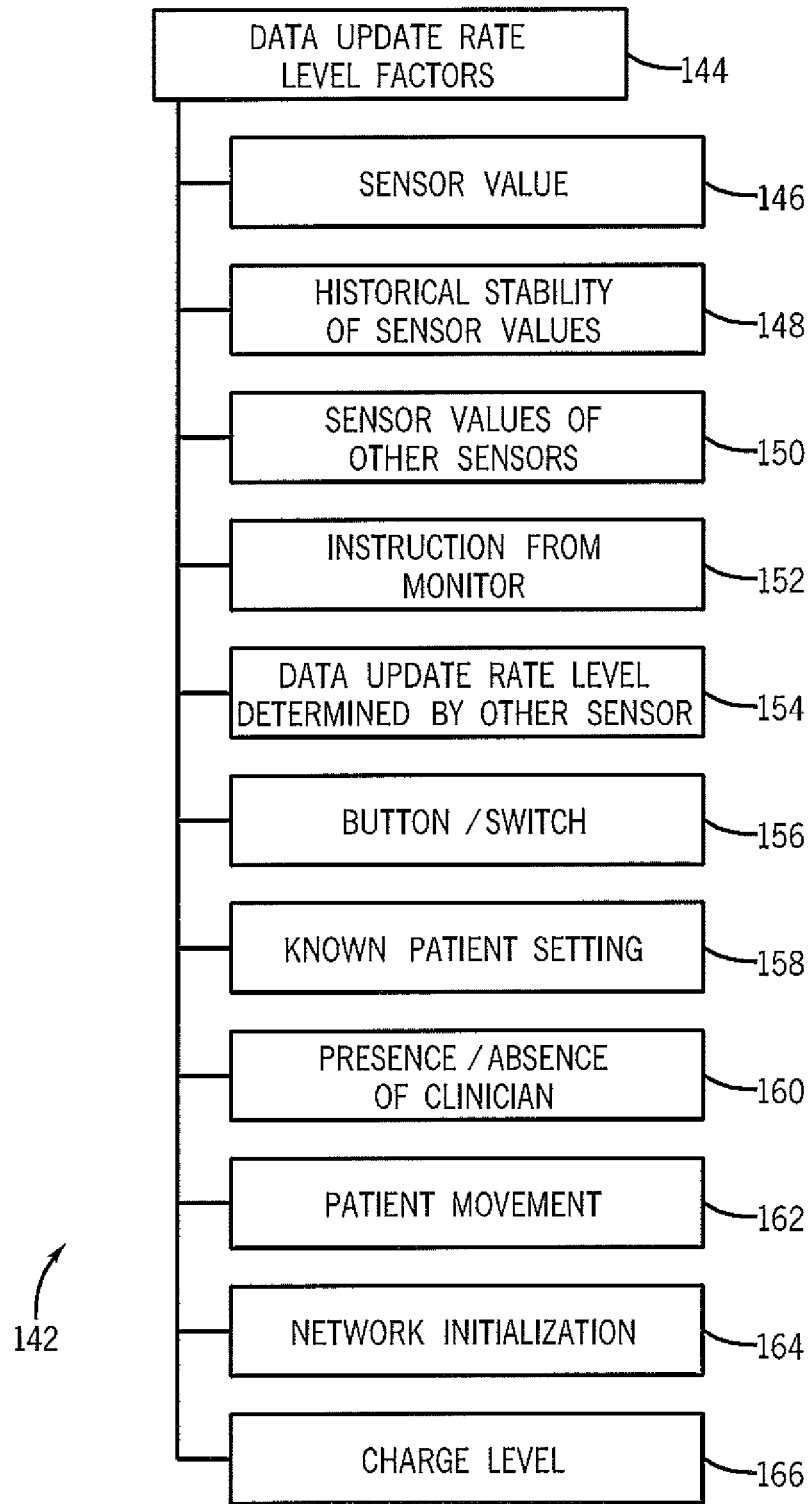 DATA UPDATE RATE
LEVEL FACTORS
144
SENSOR VALUE
146
HISTORICAL STABILITY
OF SENSOR VALUES
148
SENSOR VALUES OF
OTHER SENSORS
150
INSTRUCTION FROM
MONITOR
152
DATA UPDATE RATE LEVEL
DETERMINED BY OTHER SENSOR
154
BUTTON / SWITCH
156
KNOWN PATIENT SETTING
158
PRESENCE / ABSENCE
OF CLINICIAN
160
PATIENT MOVEMENT
162
142
NETWORK INITIALIZATION
164
CHARGE LEVEL
166